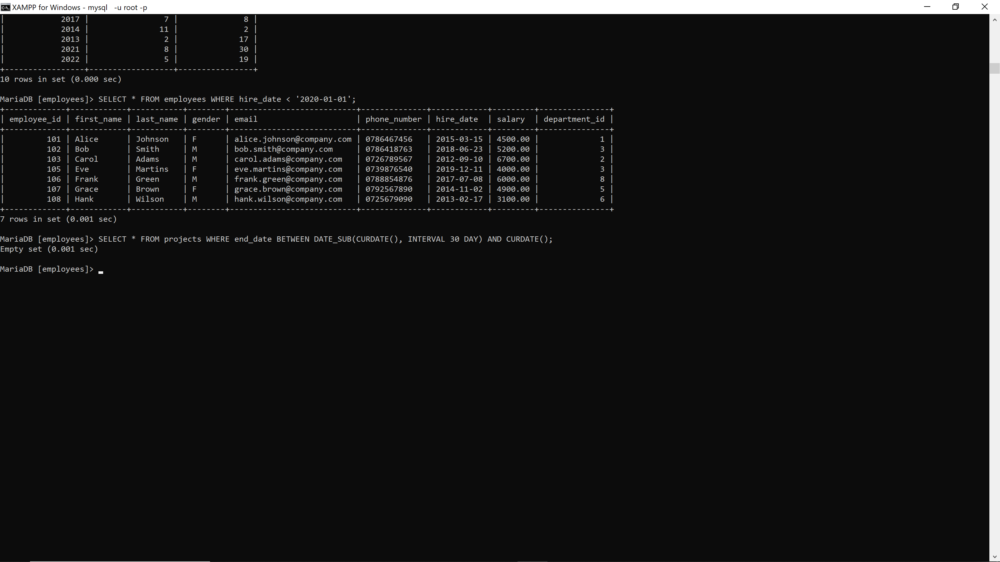 XAMPP for Windows - mysql   -u root -p
|            2017 |                7 |              8 |
|            2014 |               11 |              2 |
|            2013 |                2 |             17 |
|            2021 |                8 |             30 |
|            2022 |                5 |             19 |
+-----------------+------------------+----------------+
10 rows in set (0.000 sec)
MariaDB [employees]> SELECT * FROM employees WHERE hire_date < '2020-01-01';
+-------------+------------+-----------+--------+---------------------------+--------------+------------+---------+---------------+
| employee_id | first_name | last_name | gender | email                     | phone_number | hire_date  | salary  | department_id |
+-------------+------------+-----------+--------+---------------------------+--------------+------------+---------+---------------+
|         101 | Alice      | Johnson   | F      | alice.johnson@company.com | 0786467456   | 2015-03-15 | 4500.00 |             1 |
|         102 | Bob        | Smith     | M      | bob.smith@company.com     | 0786418763   | 2018-06-23 | 5200.00 |             3 |
|         103 | Carol      | Adams     | M      | carol.adams@company.com   | 0726789567   | 2012-09-10 | 6700.00 |             2 |
|         105 | Eve        | Martins   | F      | eve.martins@company.com   | 0739876540   | 2019-12-11 | 4000.00 |             3 |
|         106 | Frank      | Green     | M      | frank.green@company.com   | 0788854876   | 2017-07-08 | 6000.00 |             8 |
|         107 | Grace      | Brown     | F      | grace.brown@company.com   | 0792567890   | 2014-11-02 | 4900.00 |             5 |
|         108 | Hank       | Wilson    | M      | hank.wilson@company.com   | 0725679090   | 2013-02-17 | 3100.00 |             6 |
+-------------+------------+-----------+--------+---------------------------+--------------+------------+---------+---------------+
7 rows in set (0.001 sec)
MariaDB [employees]> SELECT * FROM projects WHERE end_date BETWEEN DATE_SUB(CURDATE(), INTERVAL 30 DAY) AND CURDATE();
Empty set (0.001 sec)
MariaDB [employees]>